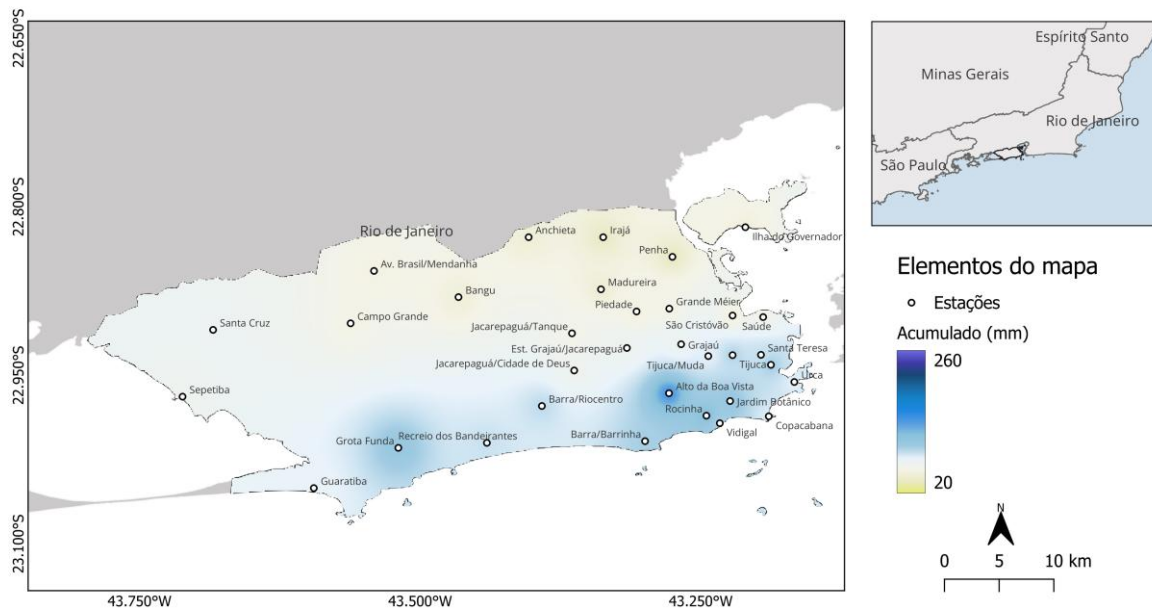 22.650°S
22.800°S
22.950°S
23.100°S
43.750°W
43.500°W
43.250°W
Rio de Janeiro
Anchieta
Irajá
Ilha do Governador
Penha
Av. Brasil/Mendanha
Bangu
Madureira
Piedade
Grande Méier
Santa Cruz
Campo Grande
Jacarepaguá/Tanque
São Cristóvão
Saúde
Est. Grajaú/Jacarepaguá
Grajaú
Santa Teresa
Jacarepaguá/Cidade de Deus
Tijuca/Muda
Tijuca
Urca
Sepetiba
Alto da Boa Vista
Barra/Riocentro
Jardim Botânico
Rocinha
Copacabana
Vidigal
Grota Funda
Recreio dos Bandeirantes
Barra/Barrinha
Guaratiba
Espírito Santo
Minas Gerais
Rio de Janeiro
São Paulo
Elementos do mapa
Estações
Acumulado (mm)
260
20
N
0 5 10 km